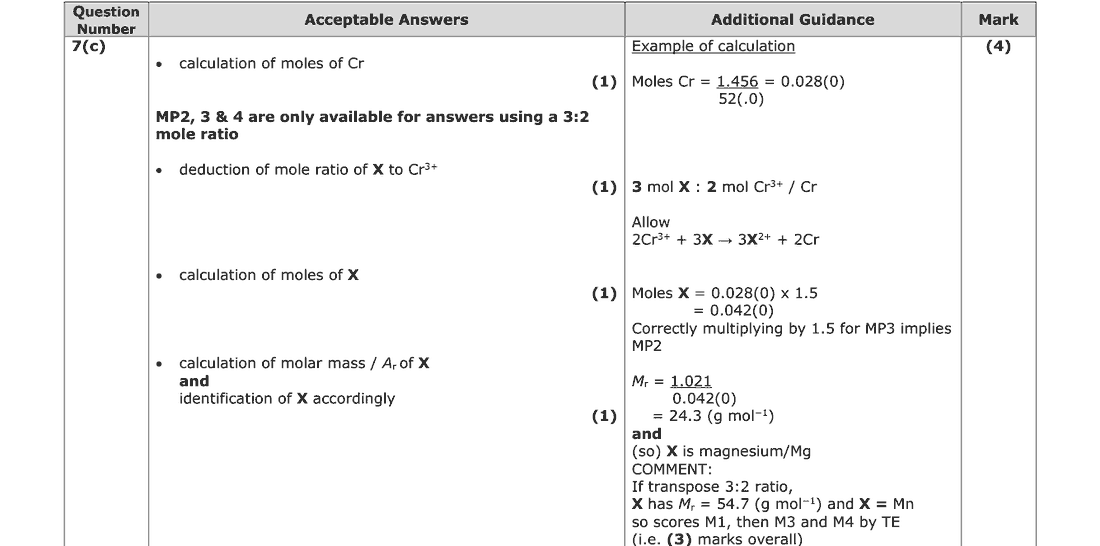 Question Number
Acceptable Answers
Additional Guidance
Mark
7(c)
• calculation of moles of Cr
(1)
MP2, 3 & 4 are only available for answers using a 3:2
mole ratio
• deduction of mole ratio of X to Cr³⁺
(1)
• calculation of moles of X
(1)
• calculation of molar mass / Aᵣ of X
and
identification of X accordingly
(1)
Example of calculation
Moles Cr = 1.456 = 0.028(0)
52(.0)
3 mol X : 2 mol Cr³⁺ / Cr
Allow
2Cr³⁺ + 3X → 3X²⁺ + 2Cr
Moles X = 0.028(0) x 1.5
= 0.042(0)
Correctly multiplying by 1.5 for MP3 implies
MP2
Mᵣ = 1.021
0.042(0)
= 24.3 (g mol⁻¹)
and
(so) X is magnesium/Mg
COMMENT:
If transpose 3:2 ratio,
X has Mᵣ = 54.7 (g mol⁻¹) and X = Mn
so scores M1, then M3 and M4 by TE
(i.e. (3) marks overall)
(4)